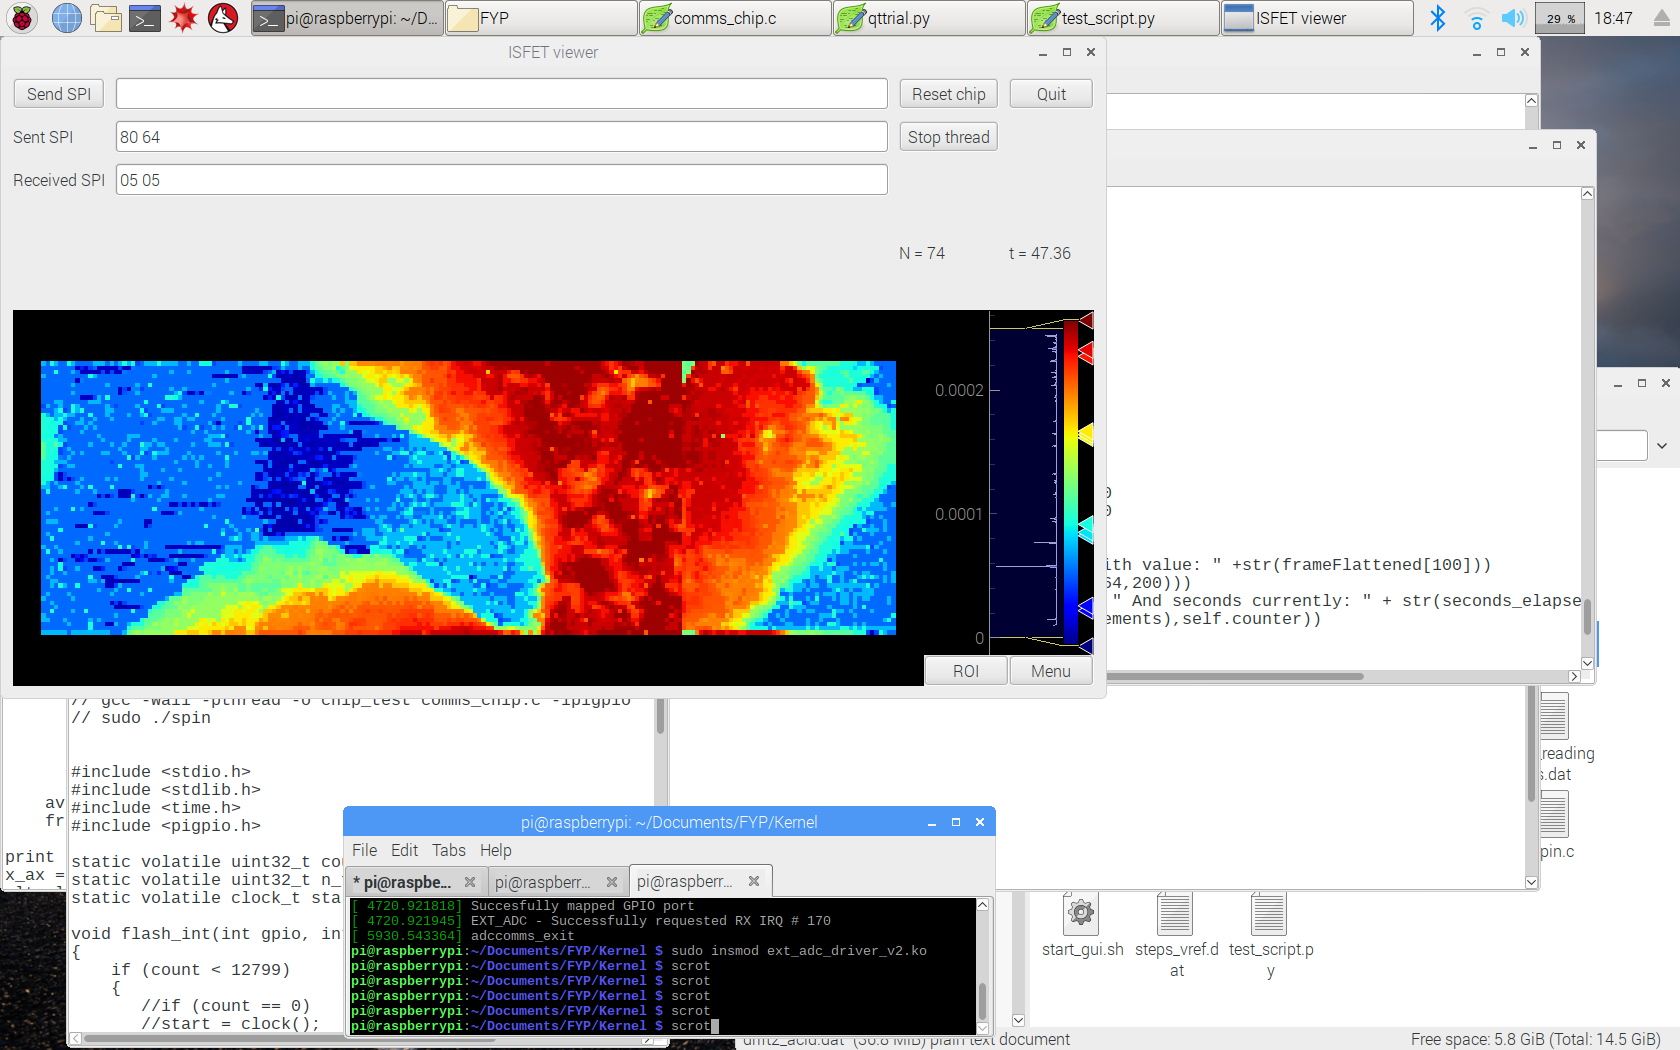 pi@raspberrypi: ~/D...
FYP
comms_chip.c
qttrial.py
test_script.py
ISFET viewer
29 %
18:47
ISFET viewer
Send SPI
Reset chip
Quit
Sent SPI
80 64
Stop thread
Received SPI
05 05
N = 74
t = 47.36
0.0002
0.0001
0
ROI
Menu
0
0
ith value: " +str(frameFlattened[100]))
64,200)))
" And seconds currently: " + str(seconds_elapse
ements),self.counter))
// gcc -Wall -pthread -o chip_test comms_chip.c -lpigpio
// sudo ./spin
#include <stdio.h>
#include <stdlib.h>
#include <time.h>
#include <pigpio.h>
av
fr
print
x_ax =
static volatile uint32_t cou
static volatile uint32_t n_
static volatile clock_t sta
void flash_int(int gpio, in
{
if (count < 12799)
{
//if (count == 0)
//start = clock();
pi@raspberrypi: ~/Documents/FYP/Kernel
File Edit Tabs Help
* pi@raspbe...
pi@raspberr...
pi@raspberr...
[ 4720.921818] Succesfully mapped GPIO port
[ 4720.921945] EXT_ADC - Successfully requested RX IRQ # 170
[ 5930.543364] adccomms_exit
pi@raspberrypi:~/Documents/FYP/Kernel $ sudo insmod ext_adc_driver_v2.ko
pi@raspberrypi:~/Documents/FYP/Kernel $ scrot
pi@raspberrypi:~/Documents/FYP/Kernel $ scrot
pi@raspberrypi:~/Documents/FYP/Kernel $ scrot
pi@raspberrypi:~/Documents/FYP/Kernel $ scrot
pi@raspberrypi:~/Documents/FYP/Kernel $ scrot
_reading
s.dat
pin.c
start_gui.sh
steps_vref.d
at
test_script.p
y
drift2_acid.dat" (36.8 MiB) plain text document
Free space: 5.8 GiB (Total: 14.5 GiB)